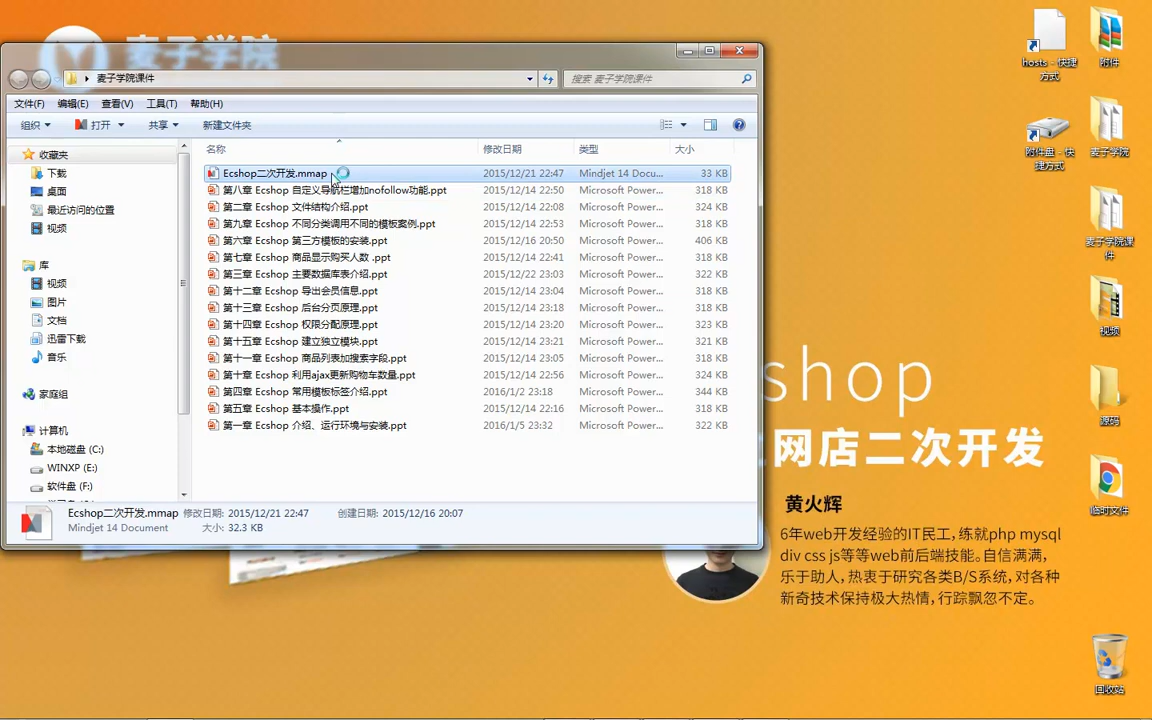 麦子学院
麦子学院课件
搜索 麦子学院课件
文件(F) 编辑(E) 查看(V) 工具(T) 帮助(H)
组织 打开 共享 新建文件夹
收藏夹
下载
桌面
最近访问的位置
视频
库
视频
图片
文档
迅雷下载
音乐
家庭组
计算机
本地磁盘 (C:)
WINXP (E:)
软件盘 (F:)
名称 修改日期 类型 大小
Ecshop二次开发.mmap 2015/12/21 22:47 Mindjet 14 Docu... 33 KB
第八章 Ecshop 自定义导航栏增加nofollow功能.ppt 2015/12/14 22:50 Microsoft Power... 318 KB
第二章 Ecshop 文件结构介绍.ppt 2015/12/14 22:08 Microsoft Power... 324 KB
第九章 Ecshop 不同分类调用不同的模板案例.ppt 2015/12/14 22:53 Microsoft Power... 318 KB
第六章 Ecshop 第三方模板的安装.ppt 2015/12/16 20:50 Microsoft Power... 406 KB
第七章 Ecshop 商品显示购买人数 .ppt 2015/12/14 22:41 Microsoft Power... 318 KB
第三章 Ecshop 主要数据库表介绍.ppt 2015/12/22 23:03 Microsoft Power... 322 KB
第十二章 Ecshop 导出会员信息.ppt 2015/12/14 23:04 Microsoft Power... 318 KB
第十三章 Ecshop 后台分页原理.ppt 2015/12/14 23:18 Microsoft Power... 318 KB
第十四章 Ecshop 权限分配原理.ppt 2015/12/14 23:20 Microsoft Power... 323 KB
第十五章 Ecshop 建立独立模块.ppt 2015/12/14 23:21 Microsoft Power... 321 KB
第十一章 Ecshop 商品列表加搜索字段.ppt 2015/12/14 23:05 Microsoft Power... 318 KB
第十章 Ecshop 利用ajax更新购物车数量.ppt 2015/12/14 22:56 Microsoft Power... 324 KB
第四章 Ecshop 常用模板标签介绍.ppt 2016/1/2 23:18 Microsoft Power... 344 KB
第五章 Ecshop 基本操作.ppt 2015/12/14 22:16 Microsoft Power... 318 KB
第一章 Ecshop 介绍、运行环境与安装.ppt 2016/1/5 23:32 Microsoft Power... 322 KB
Ecshop二次开发.mmap 修改日期: 2015/12/21 22:47 创建日期: 2015/12/16 20:07
Mindjet 14 Document 大小: 32.3 KB
shop
网店二次开发
黄火辉
6年web开发经验的IT民工，练就php mysql
div css js等等web前后端技能。自信满满，
乐于助人，热衷于研究各类B/S系统，对各种
新奇技术保持极大热情，行踪飘忽不定。
hosts - 快捷
方式
附件
附件盘 - 快
捷方式
麦子学院
麦子学院课
件
视频
源码
临时文件
回收站